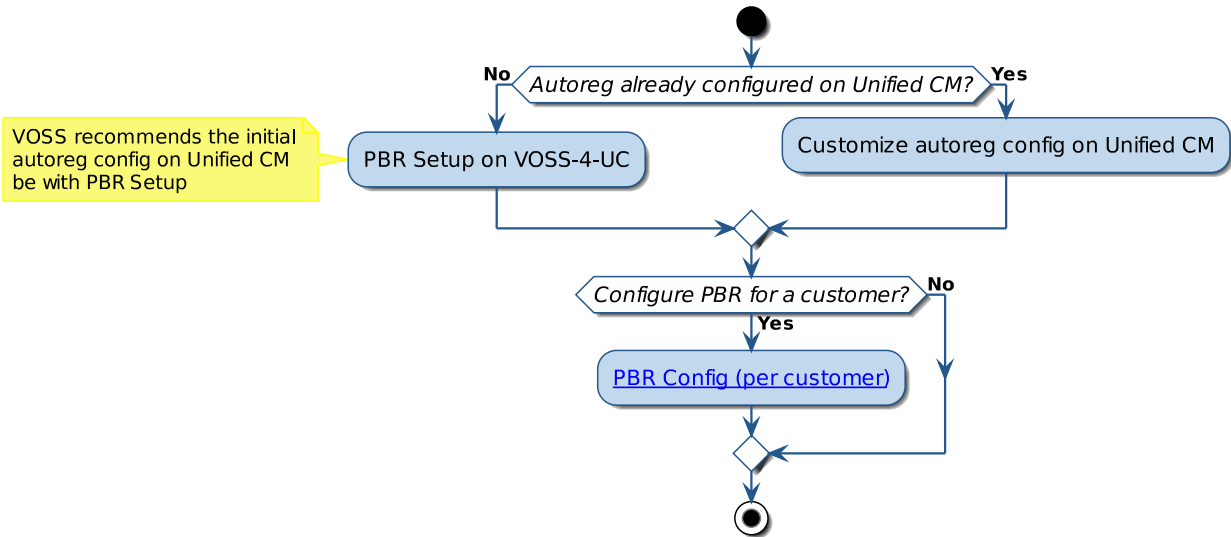 No
Autoreg already configured on Unified CM?
Yes
VOSS recommends the initial
autoreg config on Unified CM
be with PBR Setup
PBR Setup on VOSS-4-UC
Customize autoreg config on Unified CM
Configure PBR for a customer?
No
Yes
PBR Config (per customer)